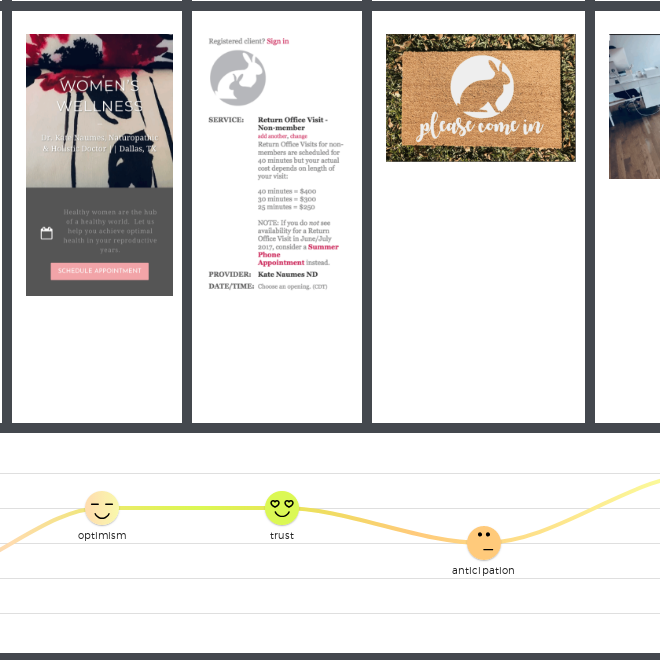 WOMEN'S
WELLNESS
Dr. Kate Naumes: Naturopathic
& Holistic Doctor | | Dallas, TX
Healthy women are the hub
of a healthy world. Let us
help you achieve optimal
health in your reproductive
years.
SCHEDULE APPOINTMENT
Registered client? Sign in
SERVICE: Return Office Visit -
Non-member
add another, change
Return Office Visits for non-
members are scheduled for
40 minutes but your actual
cost depends on length of
your visit:
40 minutes = $400
30 minutes = $300
25 minutes = $250
NOTE: If you do not see
availability for a Return
Office Visit in June/July
2017, consider a Summer
Phone
Appointment instead.
PROVIDER: Kate Naumes ND
DATE/TIME: Choose an opening. (CDT)
please come in
optimism
trust
anticipation